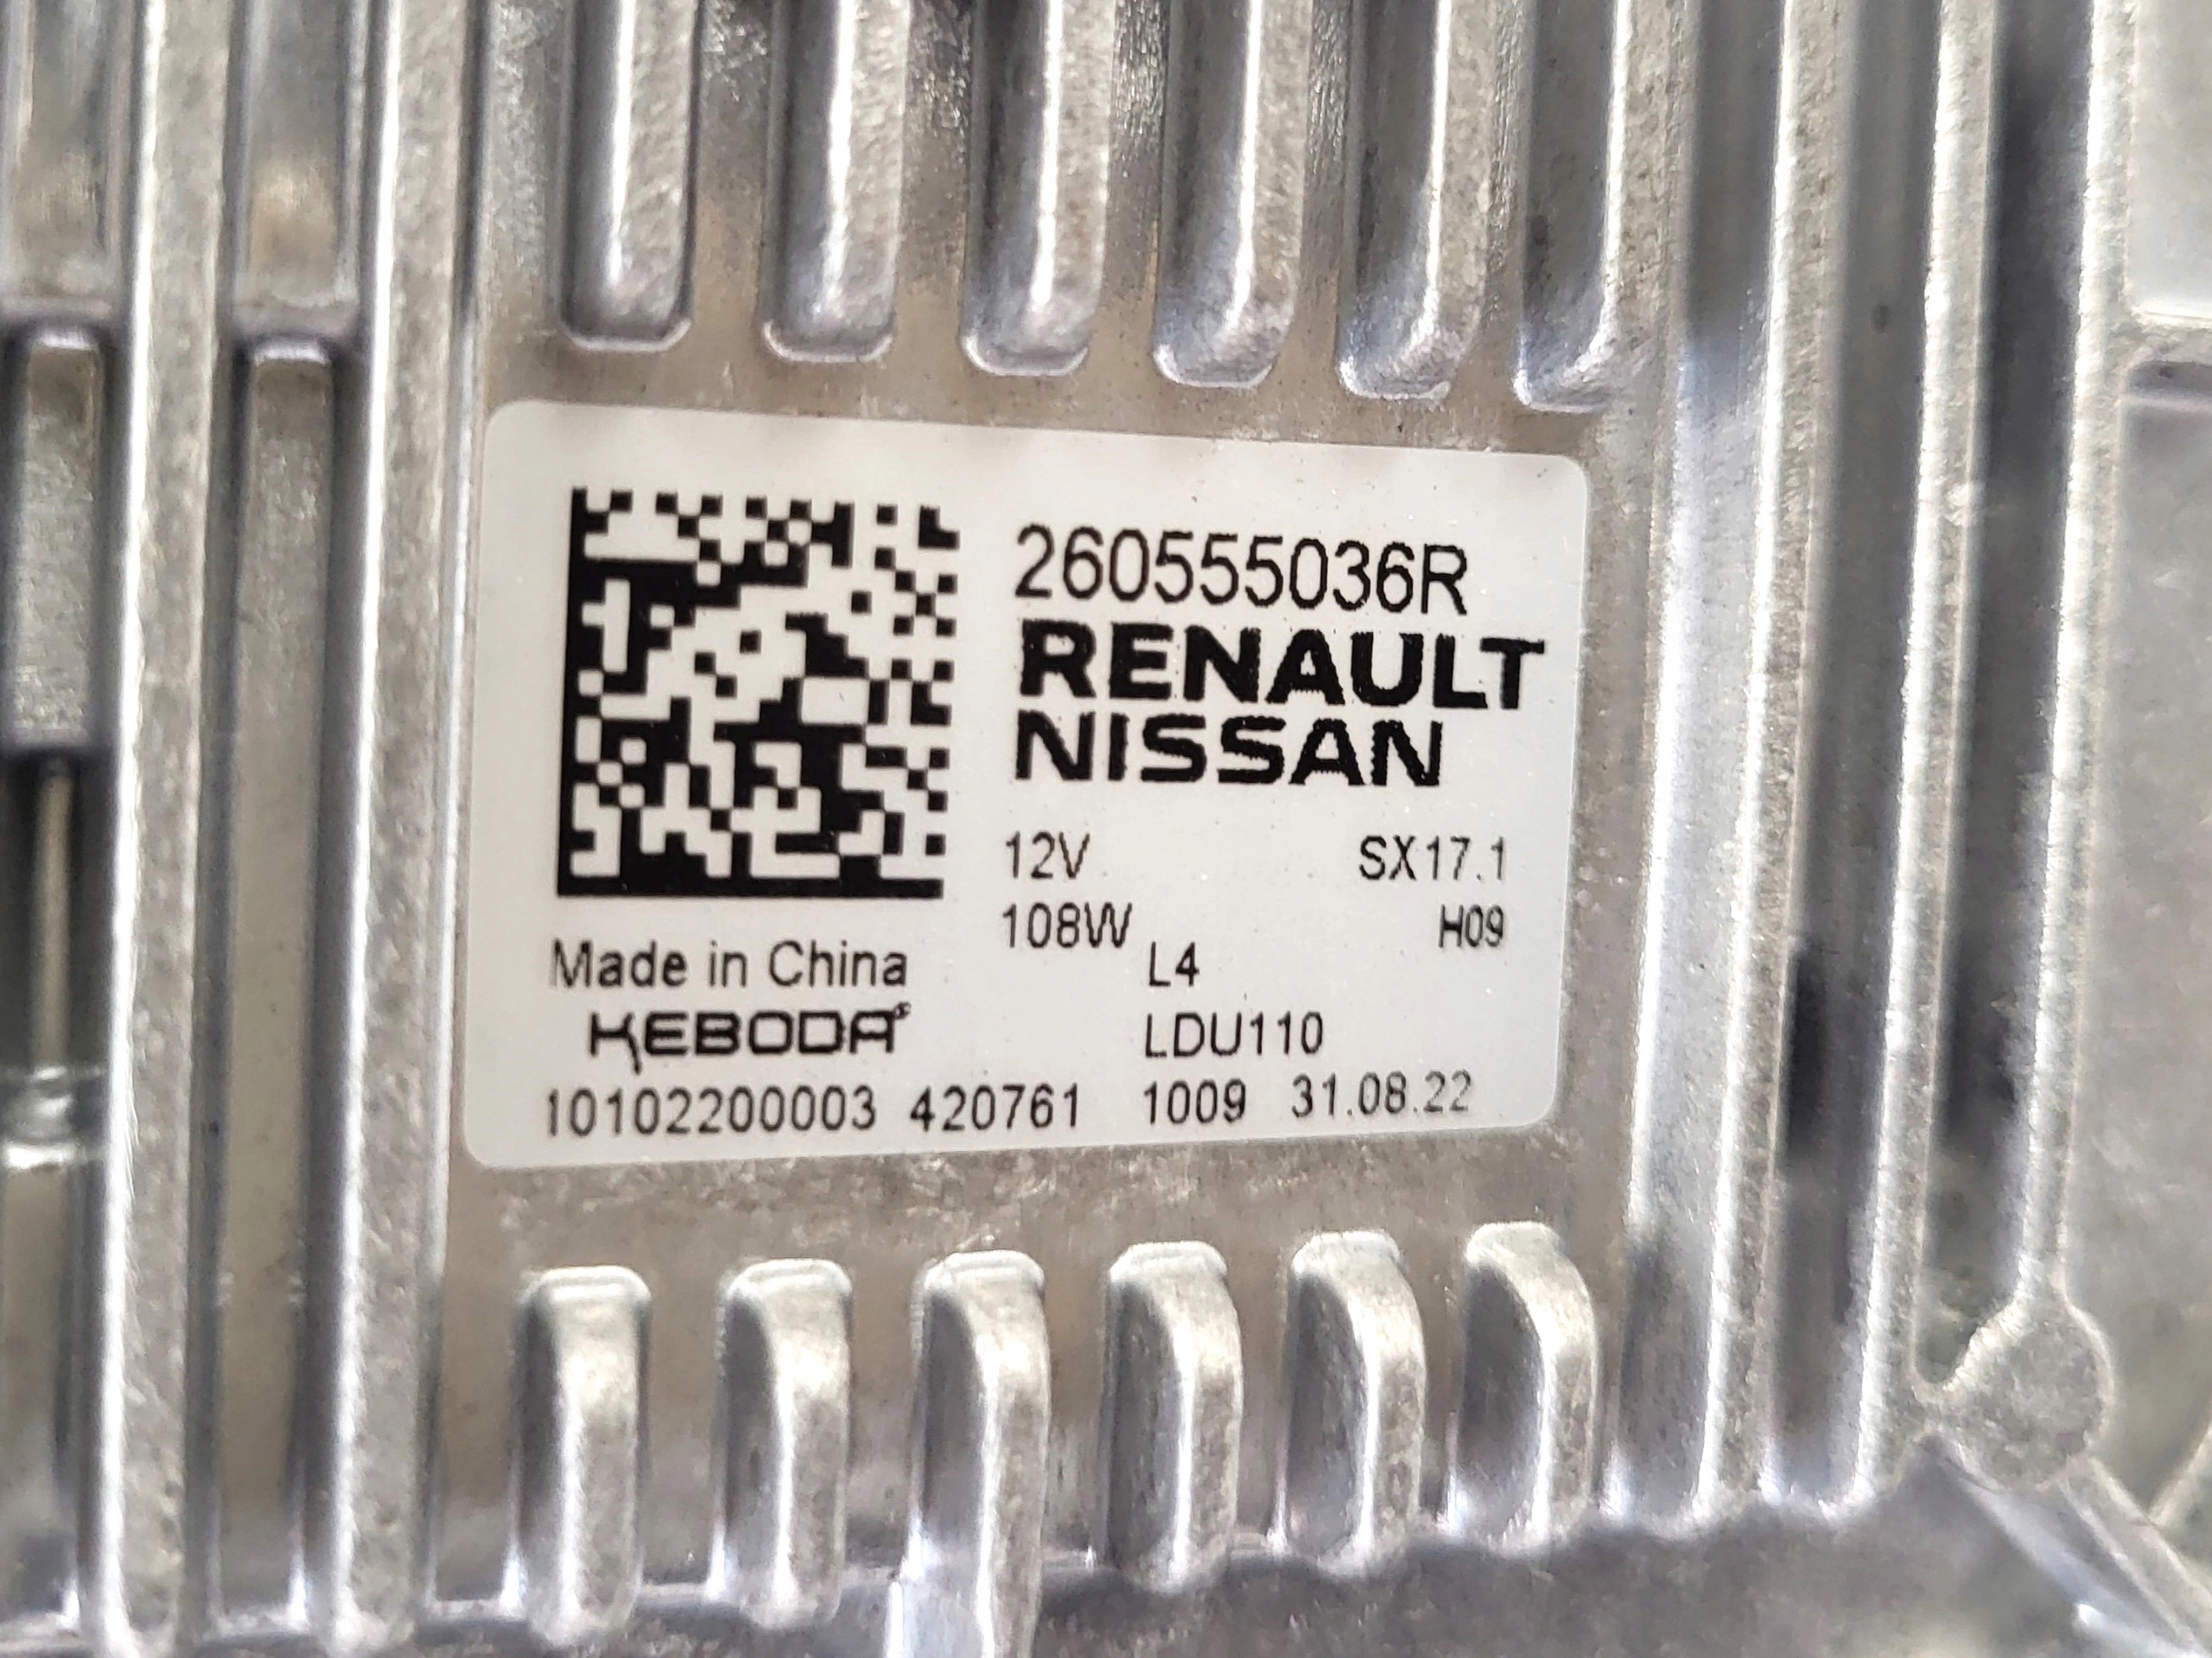 260555036R
RENAULT
NISSAN
12V SX17.1
108W H09
L4
Made in China
KEBODA
LDU110
10102200003 420761 1009 31.08.22